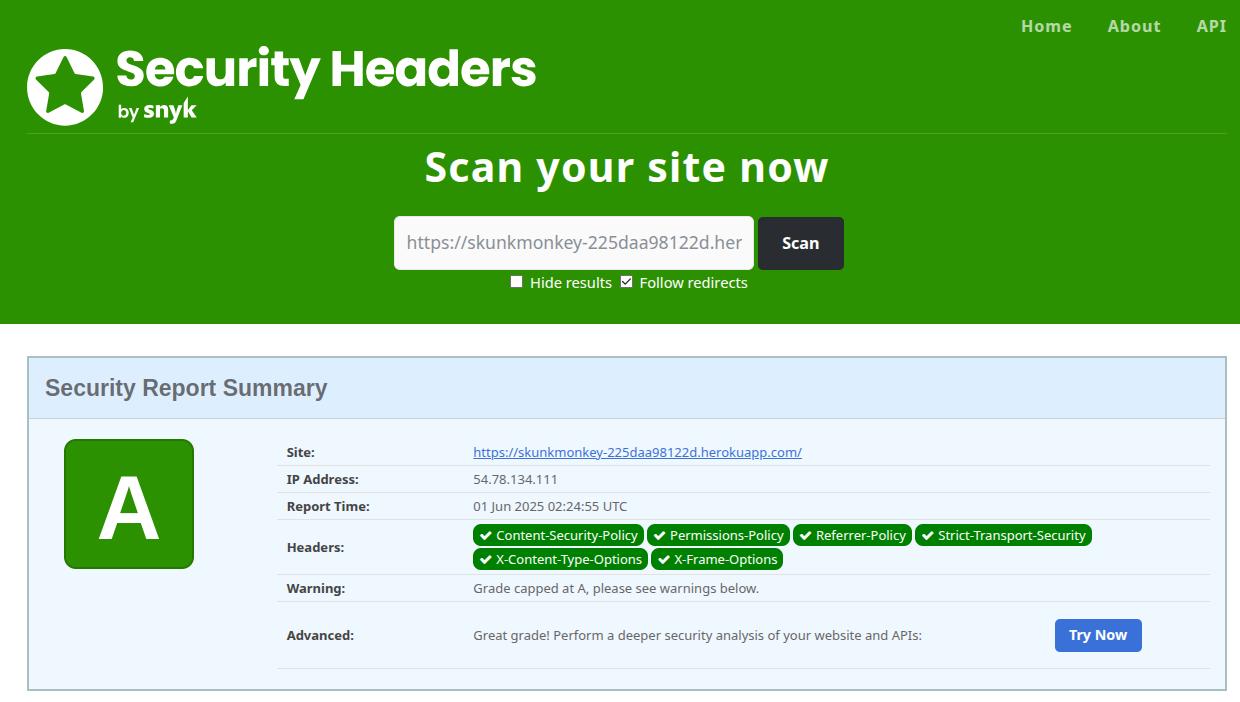 Home About API
Security Headers
by snyk
Scan your site now
https://skunkmonkey-225daa98122d.her Scan
Hide results Follow redirects
Security Report Summary
A
Site: https://skunkmonkey-225daa98122d.herokuapp.com/
IP Address: 54.78.134.111
Report Time: 01 Jun 2025 02:24:55 UTC
Headers: Content-Security-Policy Permissions-Policy Referrer-Policy Strict-Transport-Security
X-Content-Type-Options X-Frame-Options
Warning: Grade capped at A, please see warnings below.
Advanced: Great grade! Perform a deeper security analysis of your website and APIs: Try Now